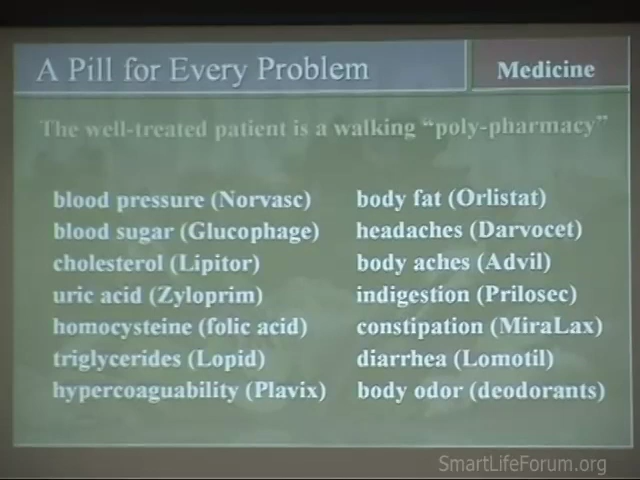 A Pill for Every Problem
Medicine
The well-treated patient is a walking "poly-pharmacy"
blood pressure (Norvasc)
blood sugar (Glucophage)
cholesterol (Lipitor)
uric acid (Zyloprim)
homocysteine (folic acid)
triglycerides (Lopid)
hypercoaguability (Plavix)
body fat (Orlistat)
headaches (Darvocet)
body aches (Advil)
indigestion (Prilosec)
constipation (MiraLax)
diarrhea (Lomotil)
body odor (deodorants)
SmartLifeForum.org